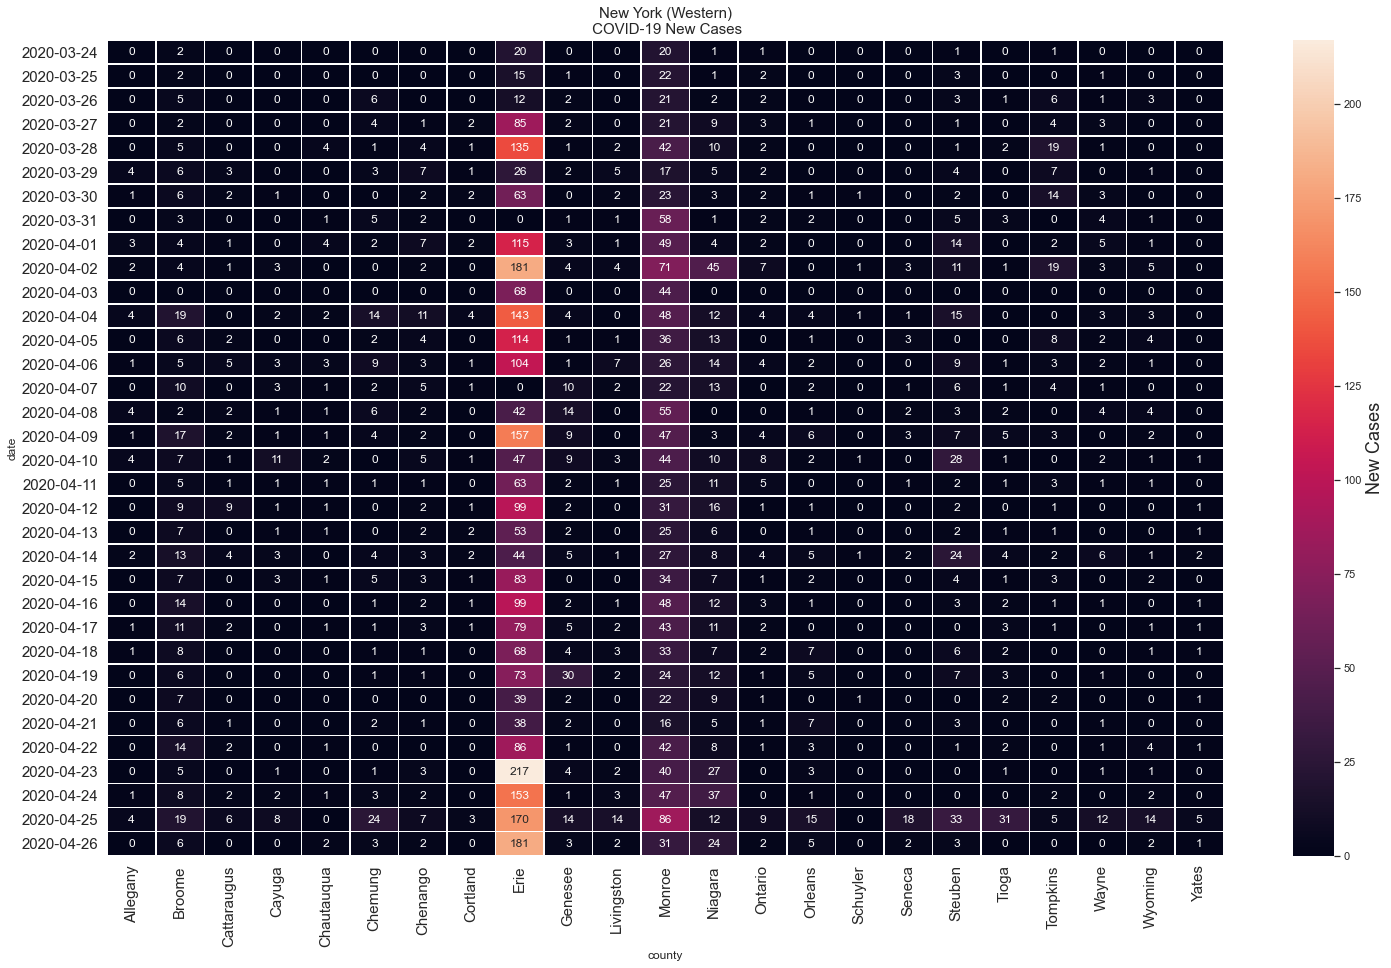 New York (Western)
COVID-19 New Cases
2020-03-24 0 2 0 0 0 0 0 0 20 0 0 20 1 1 0 0 0 1 0 1 0 0 0
2020-03-25 0 2 0 0 0 0 0 0 15 1 0 22 1 2 0 0 0 3 0 0 1 0 0
2020-03-26 0 5 0 0 0 6 0 0 12 2 0 21 2 2 0 0 0 3 1 6 1 3 0
2020-03-27 0 2 0 0 0 4 1 2 85 2 0 21 9 3 1 0 0 1 0 4 3 0 0
2020-03-28 0 5 0 0 4 1 4 1 135 1 2 42 10 2 0 0 0 1 2 19 1 0 0
2020-03-29 4 6 3 0 0 3 7 1 26 2 5 17 5 2 0 0 0 4 0 7 0 1 0
2020-03-30 1 6 2 1 0 0 2 2 63 0 2 23 3 2 1 1 0 2 0 14 3 0 0
2020-03-31 0 3 0 0 1 5 2 0 0 1 1 58 1 2 2 0 0 5 3 0 4 1 0
2020-04-01 3 4 1 0 4 2 7 2 115 3 1 49 4 2 0 0 0 14 0 2 5 1 0
2020-04-02 2 4 1 3 0 0 2 0 181 4 4 71 45 7 0 1 3 11 1 19 3 5 0
2020-04-03 0 0 0 0 0 0 0 0 68 0 0 44 0 0 0 0 0 0 0 0 0 0 0
2020-04-04 4 19 0 2 2 14 11 4 143 4 0 48 12 4 4 1 1 15 0 0 3 3 0
2020-04-05 0 6 2 0 0 2 4 0 114 1 1 36 13 0 1 0 3 0 0 8 2 4 0
2020-04-06 1 5 5 3 3 9 3 1 104 1 7 26 14 4 2 0 0 9 1 3 2 1 0
2020-04-07 0 10 0 3 1 2 5 1 0 10 2 22 13 0 2 0 1 6 1 4 1 0 0
2020-04-08 4 2 2 1 1 6 2 0 42 14 0 55 0 0 1 0 2 3 2 0 4 4 0
2020-04-09 1 17 2 1 1 4 2 0 157 9 0 47 3 4 6 0 3 7 5 3 0 2 0
2020-04-10 4 7 1 11 2 0 5 1 47 9 3 44 10 8 2 1 0 28 1 0 2 1 1
2020-04-11 0 5 1 1 1 1 1 0 63 2 1 25 11 5 0 0 1 2 1 3 1 1 0
2020-04-12 0 9 9 1 1 0 2 1 99 2 0 31 16 1 1 0 0 2 0 1 0 0 1
2020-04-13 0 7 0 1 1 0 2 2 53 2 0 25 6 0 1 0 0 2 1 1 0 0 1
2020-04-14 2 13 4 3 0 4 3 2 44 5 1 27 8 4 5 1 2 24 4 2 6 1 2
2020-04-15 0 7 0 3 1 5 3 1 83 0 0 34 7 1 2 0 0 4 1 3 0 2 0
2020-04-16 0 14 0 0 0 1 2 1 99 2 1 48 12 3 1 0 0 3 2 1 1 0 1
2020-04-17 1 11 2 0 1 1 3 1 79 5 2 43 11 2 0 0 0 0 3 1 0 1 1
2020-04-18 1 8 0 0 0 1 1 0 68 4 3 33 7 2 7 0 0 6 2 0 0 1 1
2020-04-19 0 6 0 0 0 1 1 0 73 30 2 24 12 1 5 0 0 7 3 0 1 0 0
2020-04-20 0 7 0 0 0 0 0 0 39 2 0 22 9 1 0 1 0 0 2 2 0 0 1
2020-04-21 0 6 1 0 0 2 1 0 38 2 0 16 5 1 7 0 0 3 0 0 1 0 0
2020-04-22 0 14 2 0 1 0 0 0 86 1 0 42 8 1 3 0 0 1 2 0 1 4 1
2020-04-23 0 5 0 1 0 1 3 0 217 4 2 40 27 0 3 0 0 0 1 0 1 1 0
2020-04-24 1 8 2 2 1 3 2 0 153 1 3 47 37 0 1 0 0 0 0 2 0 2 0
2020-04-25 4 19 6 8 0 24 7 3 170 14 14 86 12 9 15 0 18 33 31 5 12 14 5
2020-04-26 0 6 0 0 2 3 2 0 181 3 2 31 24 2 5 0 2 3 0 0 0 2 1
date
Allegany Broome Cattaraugus Cayuga Chautauqua Chemung Chenango Cortland Erie Genesee Livingston Monroe Niagara Ontario Orleans Schuyler Seneca Steuben Tioga Tompkins Wayne Wyoming Yates
county
200
175
150
125
100
75
50
25
0
New Cases